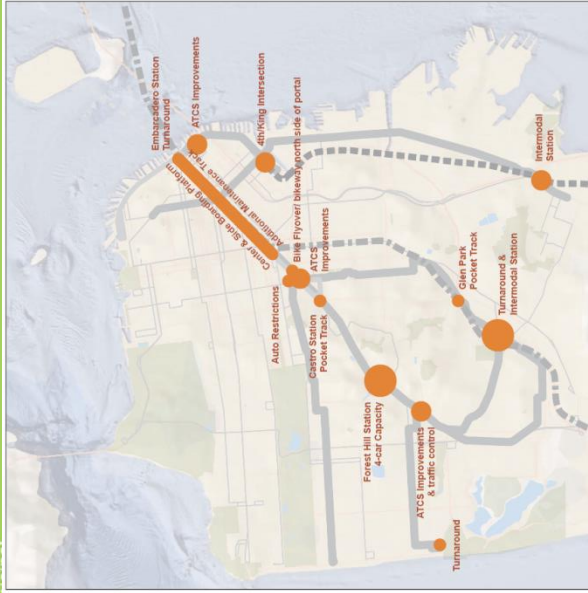 Embarcadero Station
Turnaround
ATCS Improvements
4th/King Intersection
Center & Side Boarding Platform
Additional Maintenance Track
Bike Flyover/ bikeway north side of portal
ATCS
Improvements
Auto Restrictions
Castro Station
Pocket Track
Forest Hill Station
4-car Capacity
ATCS Improvements
& traffic control
Turnaround
Glen Park
Pocket Track
Turnaround &
Intermodal Station
Intermodal
Station